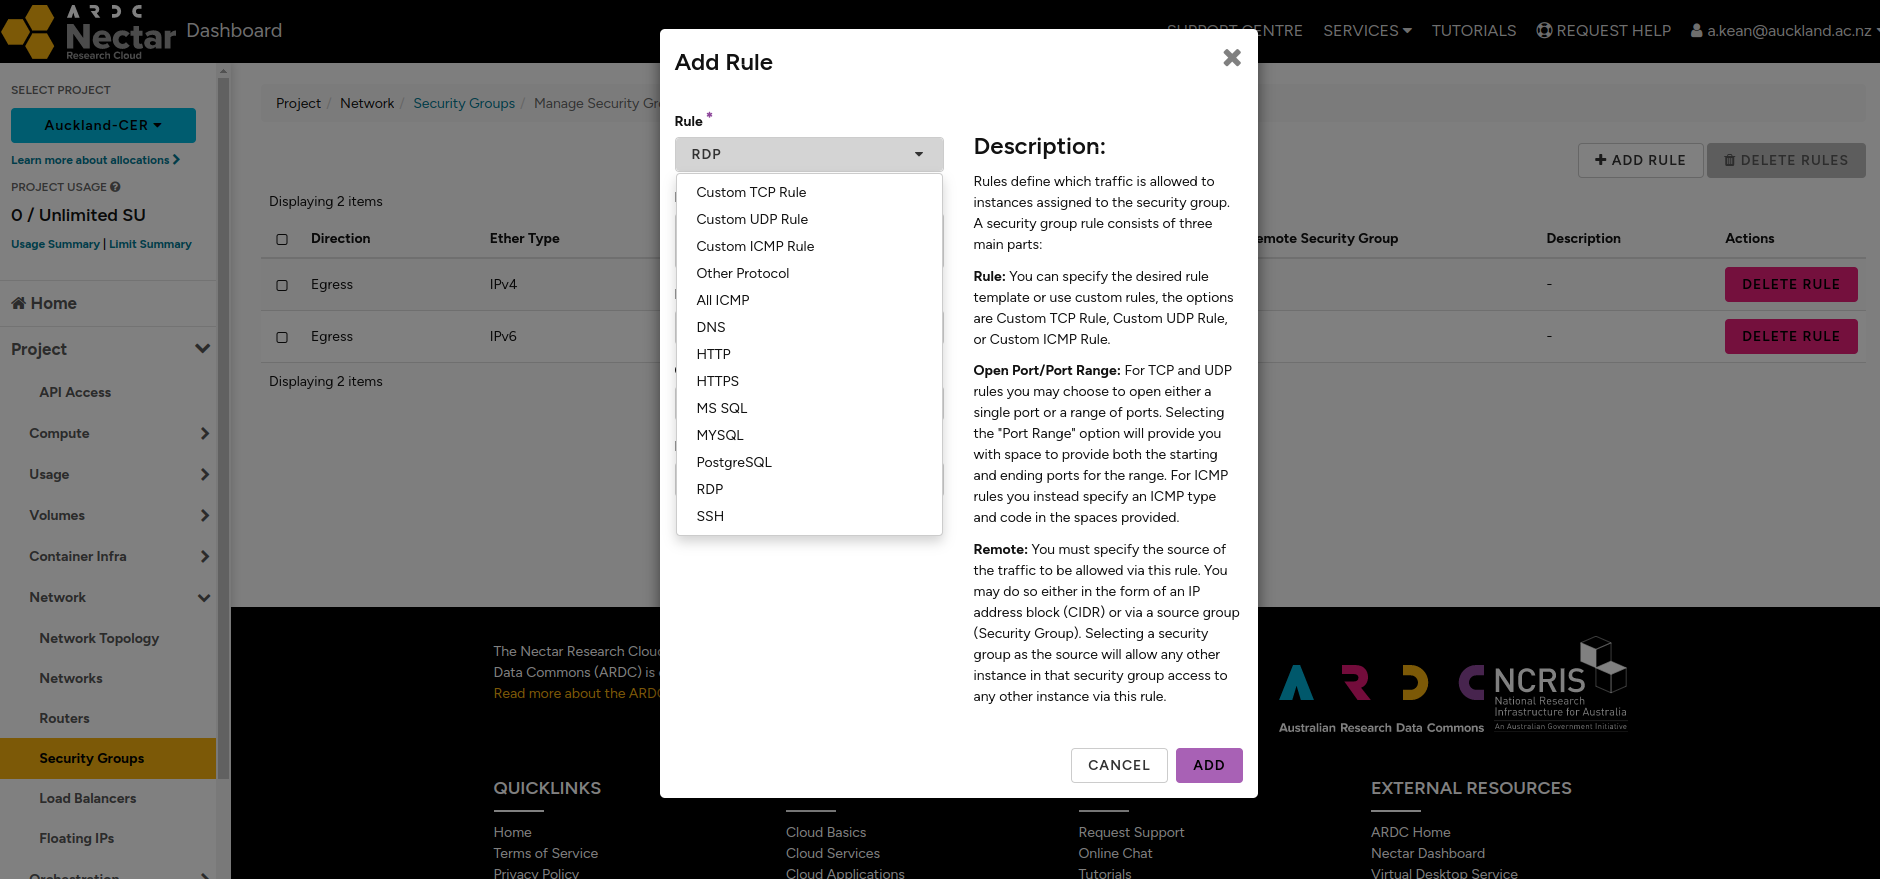 ARDC
Nectar
Research Cloud
Dashboard
SUPPORT CENTRE
SERVICES
TUTORIALS
REQUEST HELP
a.kean@auckland.ac.nz
SELECT PROJECT
Auckland-CER
Learn more about allocations
PROJECT USAGE
0 / Unlimited SU
Usage Summary | Limit Summary
Home
Project
API Access
Compute
Usage
Volumes
Container Infra
Network
Network Topology
Networks
Routers
Security Groups
Load Balancers
Floating IPs
Orchestration
Project / Network / Security Groups / Manage Security Gr
+ ADD RULE
DELETE RULES
Displaying 2 items
Direction
Ether Type
emote Security Group
Description
Actions
Egress
IPv4
-
DELETE RULE
Egress
IPv6
-
DELETE RULE
Displaying 2 items
Add Rule
Rule *
RDP
Custom TCP Rule
Custom UDP Rule
Custom ICMP Rule
Other Protocol
All ICMP
DNS
HTTP
HTTPS
MS SQL
MYSQL
PostgreSQL
RDP
SSH
Description:
Rules define which traffic is allowed to
instances assigned to the security group.
A security group rule consists of three
main parts:
Rule: You can specify the desired rule
template or use custom rules, the options
are Custom TCP Rule, Custom UDP Rule,
or Custom ICMP Rule.
Open Port/Port Range: For TCP and UDP
rules you may choose to open either a
single port or a range of ports. Selecting
the "Port Range" option will provide you
with space to provide both the starting
and ending ports for the range. For ICMP
rules you instead specify an ICMP type
and code in the spaces provided.
Remote: You must specify the source of
the traffic to be allowed via this rule. You
may do so either in the form of an IP
address block (CIDR) or via a source group
(Security Group). Selecting a security
group as the source will allow any other
instance in that security group access to
any other instance via this rule.
CANCEL
ADD
The Nectar Research Clou
Data Commons (ARDC) is
Read more about the ARD
ARDC
Australian Research Data Commons
NCRIS
National Research
Infrastructure for Australia
An Australian Government Initiative
QUICKLINKS
Home
Terms of Service
Privacy Policy
Cloud Basics
Cloud Services
Cloud Applications
Request Support
Online Chat
Tutorials
EXTERNAL RESOURCES
ARDC Home
Nectar Dashboard
Virtual Desktop Service